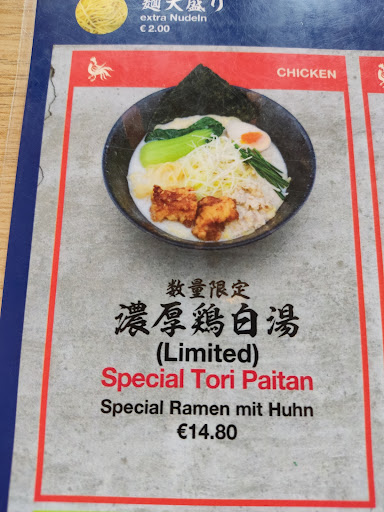 麺大盛り
extra Nudeln
€ 2.00
CHICKEN
数量限定
濃厚鶏白湯
(Limited)
Special Tori Paitan
Special Ramen mit Huhn
€14.80